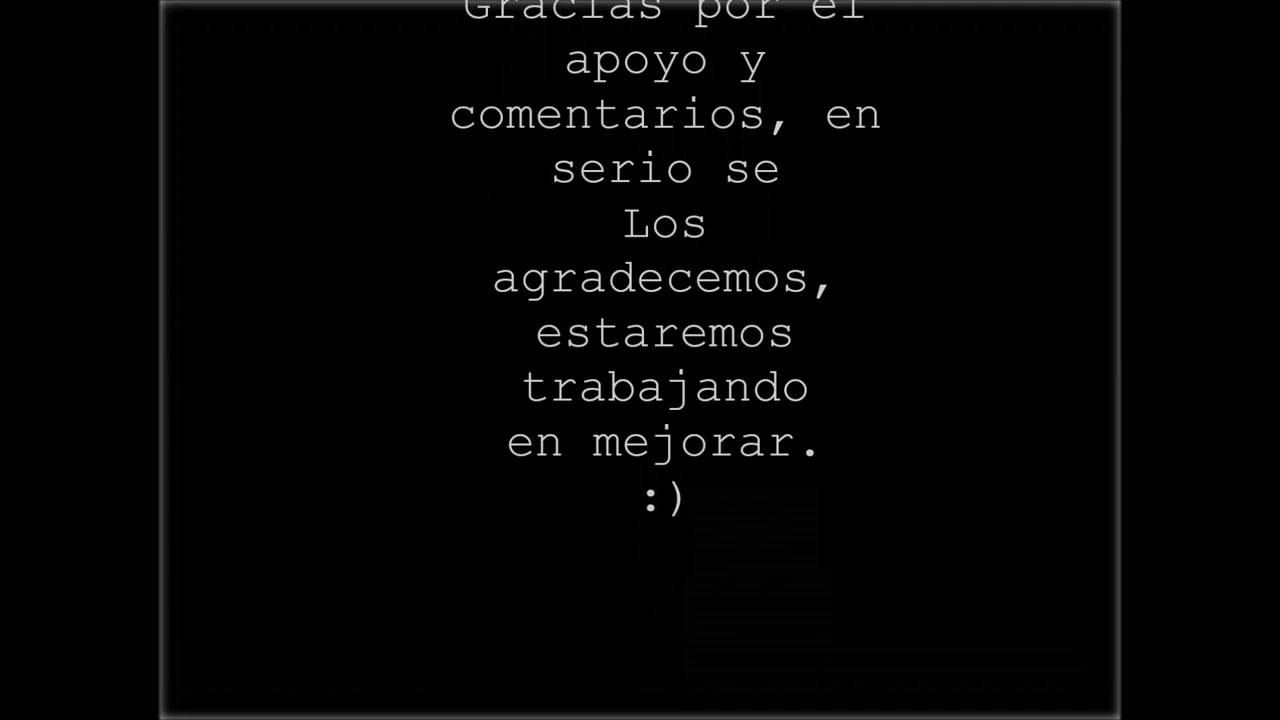 Gracias por el
apoyo y
comentarios, en
serio se
Los
agradecemos,
estaremos
trabajando
en mejorar.
:)